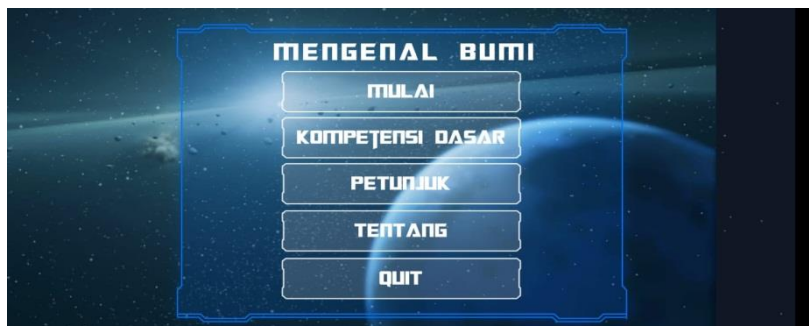 MENGENAL BUMI
MULAI
KOMPETENSI DASAR
PETUNJUK
TENTANG
QUIT